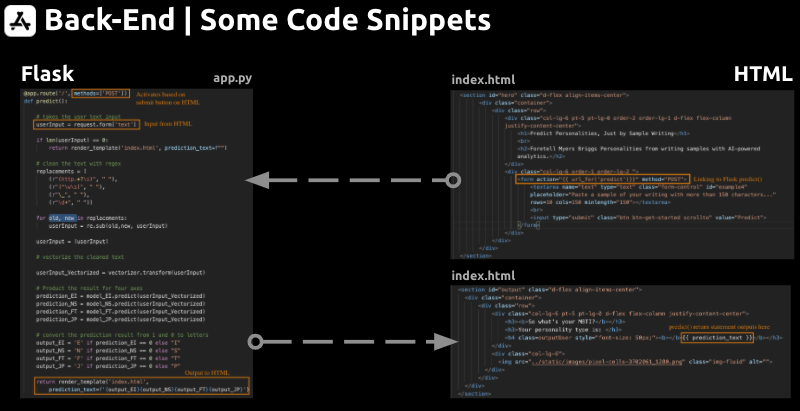 Back-End | Some Code Snippets
Flask
app.py
@app.route('/', methods=['POST'])
Activates based on
submit button on HTML
def predict():
# takes the user text input
userInput = request.form['text']
Input from HTML
if len(userInput) == 0:
return render_template('index.html', prediction_text="")
# clean the text with regex
replacements = [
for old, new in replacements:
userInput = re.sub(old,new, userInput)
userInput = [userInput]
# vectorize the cleaned text
userInput_Vectorized = vectorizer.transform(userInput)
# Product the result for four axes
prediction_EI = model_EI.predict(userInput_Vectorized)
prediction_NS = model_NS.predict(userInput_Vectorized)
prediction_FT = model_FT.predict(userInput_Vectorized)
prediction_JP = model_JP.predict(userInput_Vectorized)
# convert the prediction result from 1 and 0 to letters
output_EI = 'E' if prediction_EI == 0 else "I"
output_NS = 'N' if prediction_NS == 0 else "S"
output_FT = 'F' if prediction_FT == 0 else "T"
output_JP = 'J' if prediction_JP == 0 else "P"
Output to HTML
return render_template('index.html',
prediction_text=f'{output_EI}{output_NS}{output_FT}{output_JP}')
index.html
HTML
<section id="hero" class="d-flex align-items-center">
<div class="container">
<div class="row">
<div class="col-lg-6 pt-5 pt-lg-0 order-2 order-lg-1 d-flex flex-column
justify-content-center">
<h1>Predict Personalities, Just by Sample Writing</h1>
<br>
<h2>Foretell Myers Briggs Personalities from writing samples with AI-powered
analytics.</h2>
</div>
<div class="col-lg-6 order-1 order-lg-2 ">
<form action="{{ url_for('predict')}}" method="POST">
Linking to Flask predict()
<textarea name="text" type="text" class="form-control" id="example4"
placeholder="Paste a sample of your writing with more than 150 characters..."
rows=10 cols=150 minlength="150"></textarea>
<br>
<input type="submit" class="btn btn-get-started scrollto" value="Predict">
</form>
</div>
</div>
</div>
</section>
index.html
<section id="output" class="d-flex align-items-center">
<div class="container">
<div class="row">
<div class="col-lg-6 pt-5 pt-lg-0 d-flex flex-column justify-content-center">
<h3><b>So what's your MBTI?</b></h3>
predict() return statement outputs here
<h3>Your personality type is: </h3>
<h4 class=outputUser style="font-size: 50px;"><b>{{ prediction_text }}</b></h3>
</div>
<div class="col-lg-6">
<img src="../static/images/pixel-cells-3702061_1280.png" class="img-fluid" alt="">
</div>
</div>
</section>